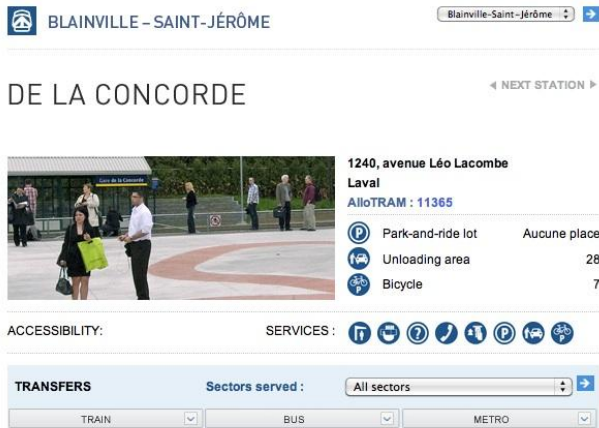 BLAINVILLE – SAINT-JÉRÔME
Blainville-Saint-Jérôme
DE LA CONCORDE
NEXT STATION
Gare de la Concorde
1240, avenue Léo Lacombe
Laval
AlloTRAM : 11365
P Park-and-ride lot Aucune place
Unloading area 28
P Bicycle 7
ACCESSIBILITY: SERVICES : ? P P
TRANSFERS Sectors served : All sectors
TRAIN BUS METRO